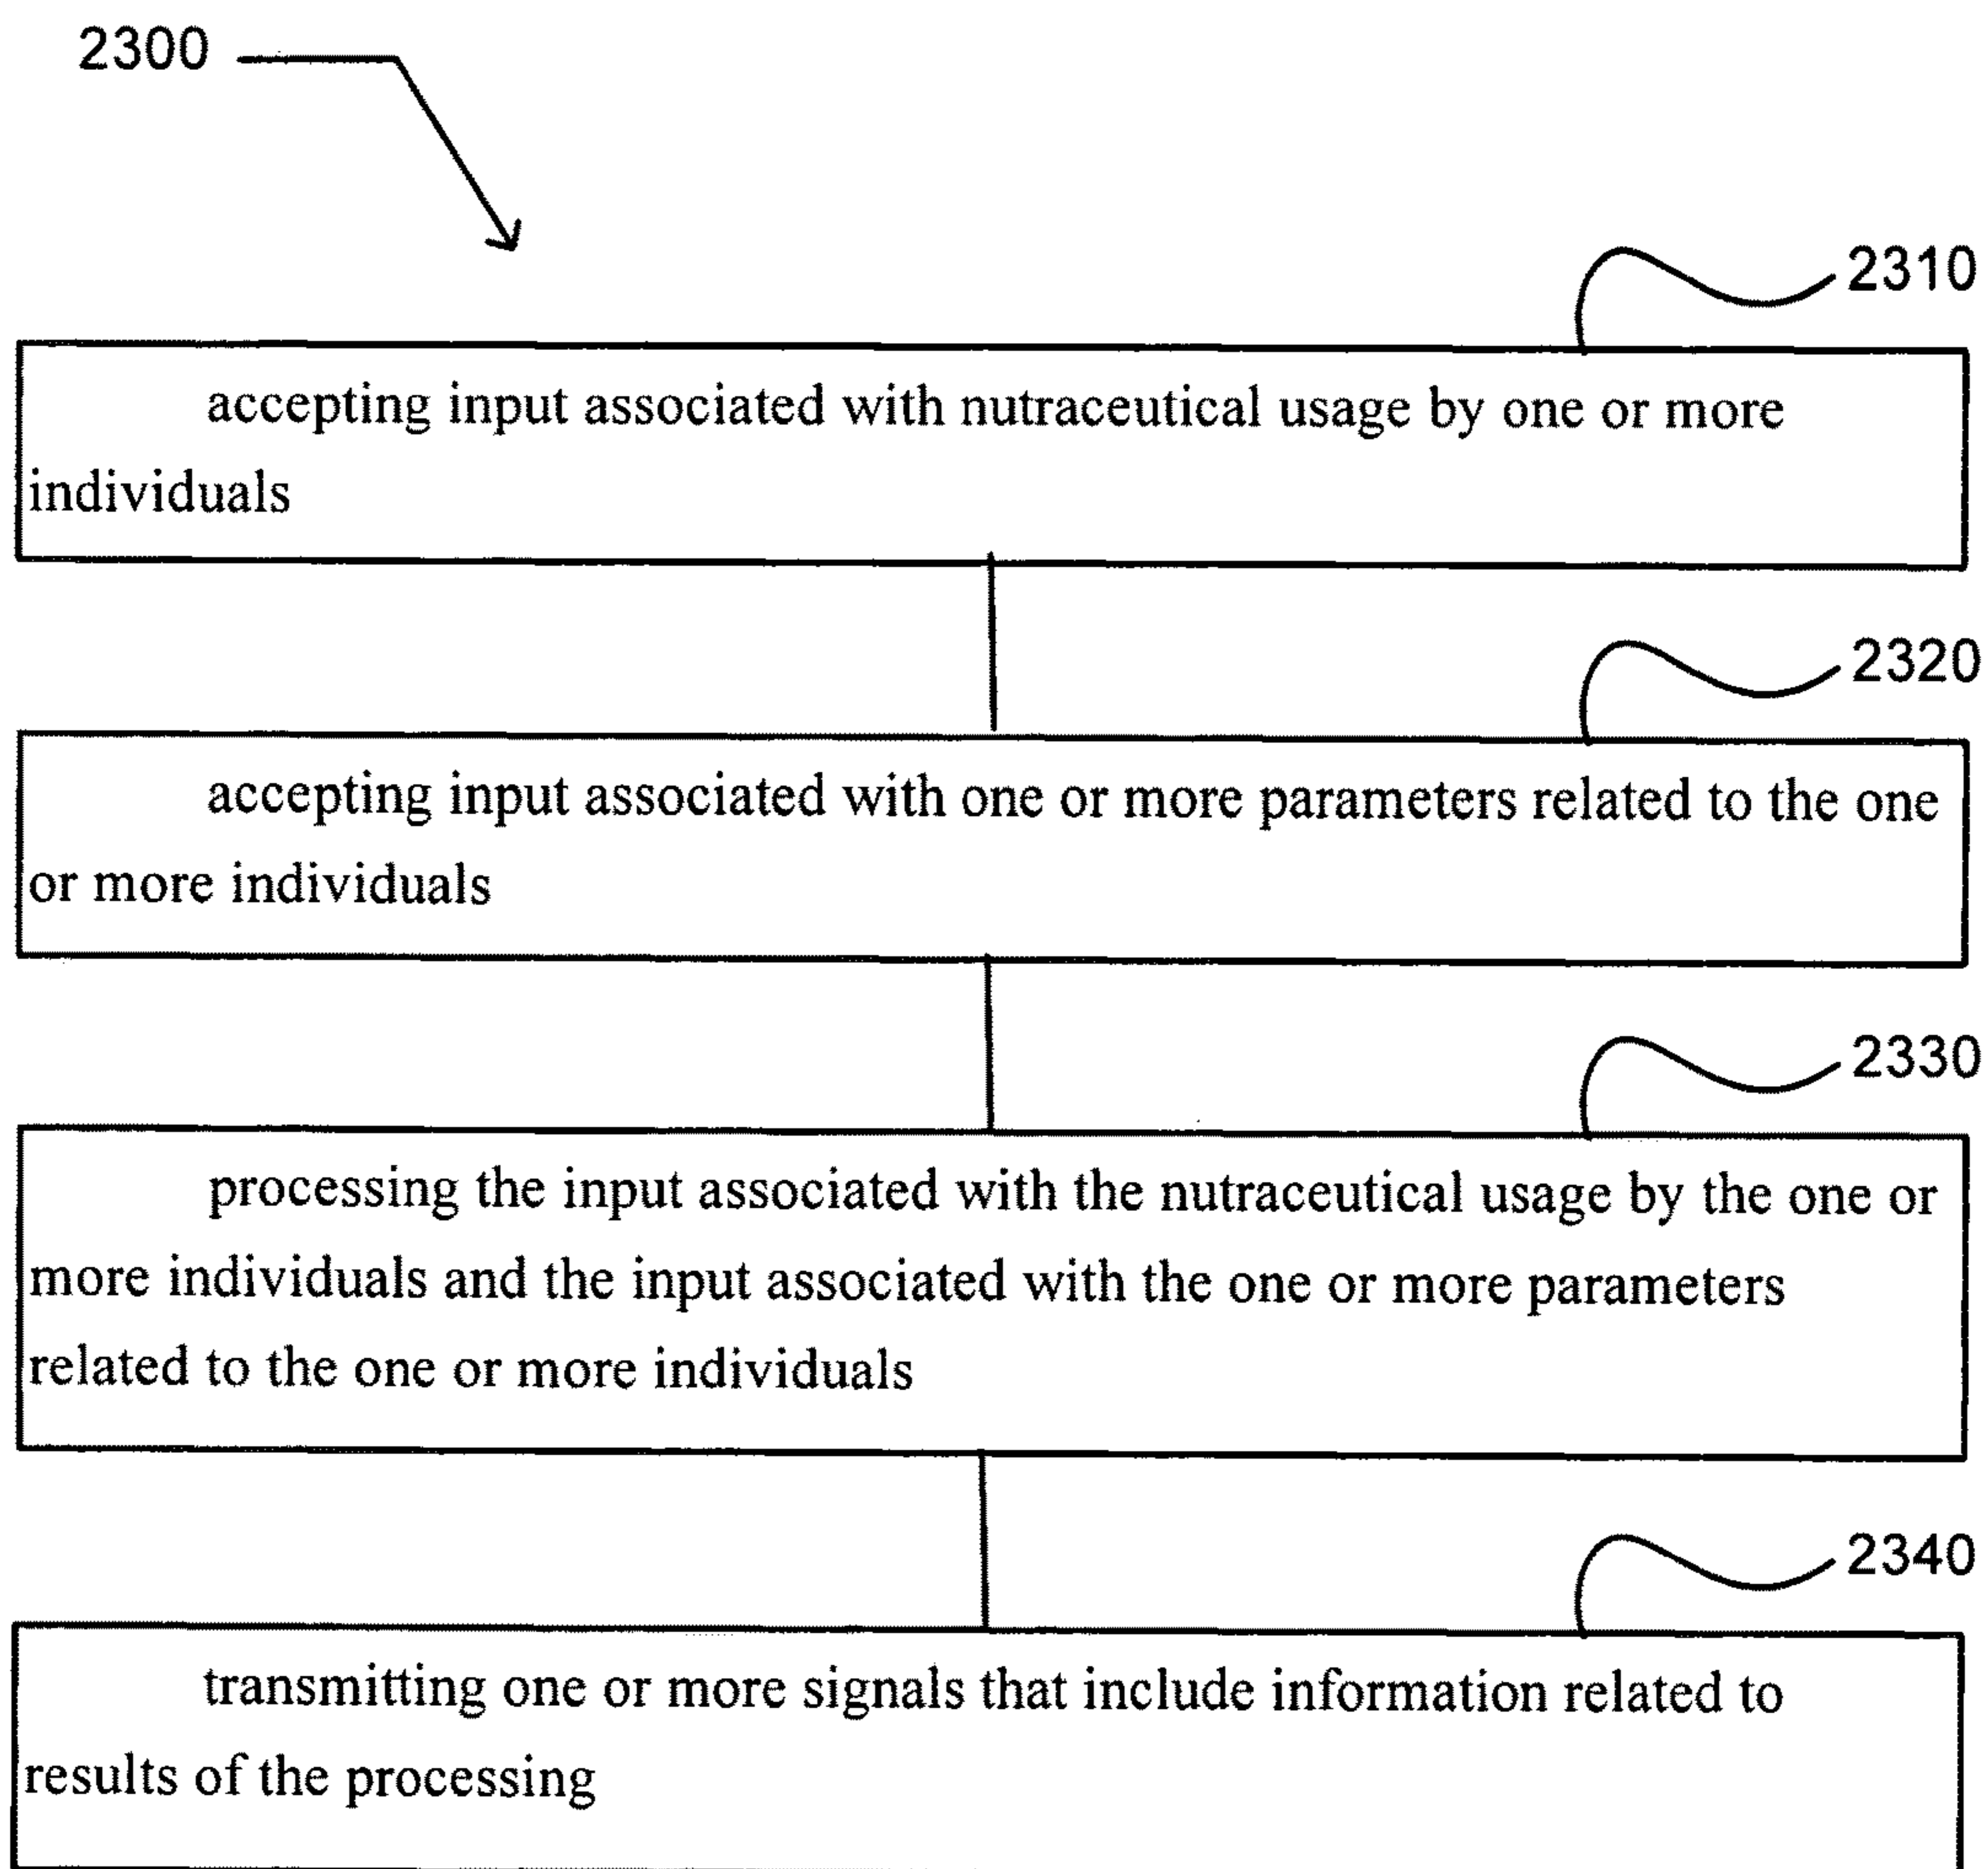 2300
2310
accepting input associated with nutraceutical usage by one or more
individuals
2320
accepting input associated with one or more parameters related to the one
or more individuals
2330
processing the input associated with the nutraceutical usage by the one or
more individuals and the input associated with the one or more parameters
related to the one or more individuals
2340
transmitting one or more signals that include information related to
results of the processing